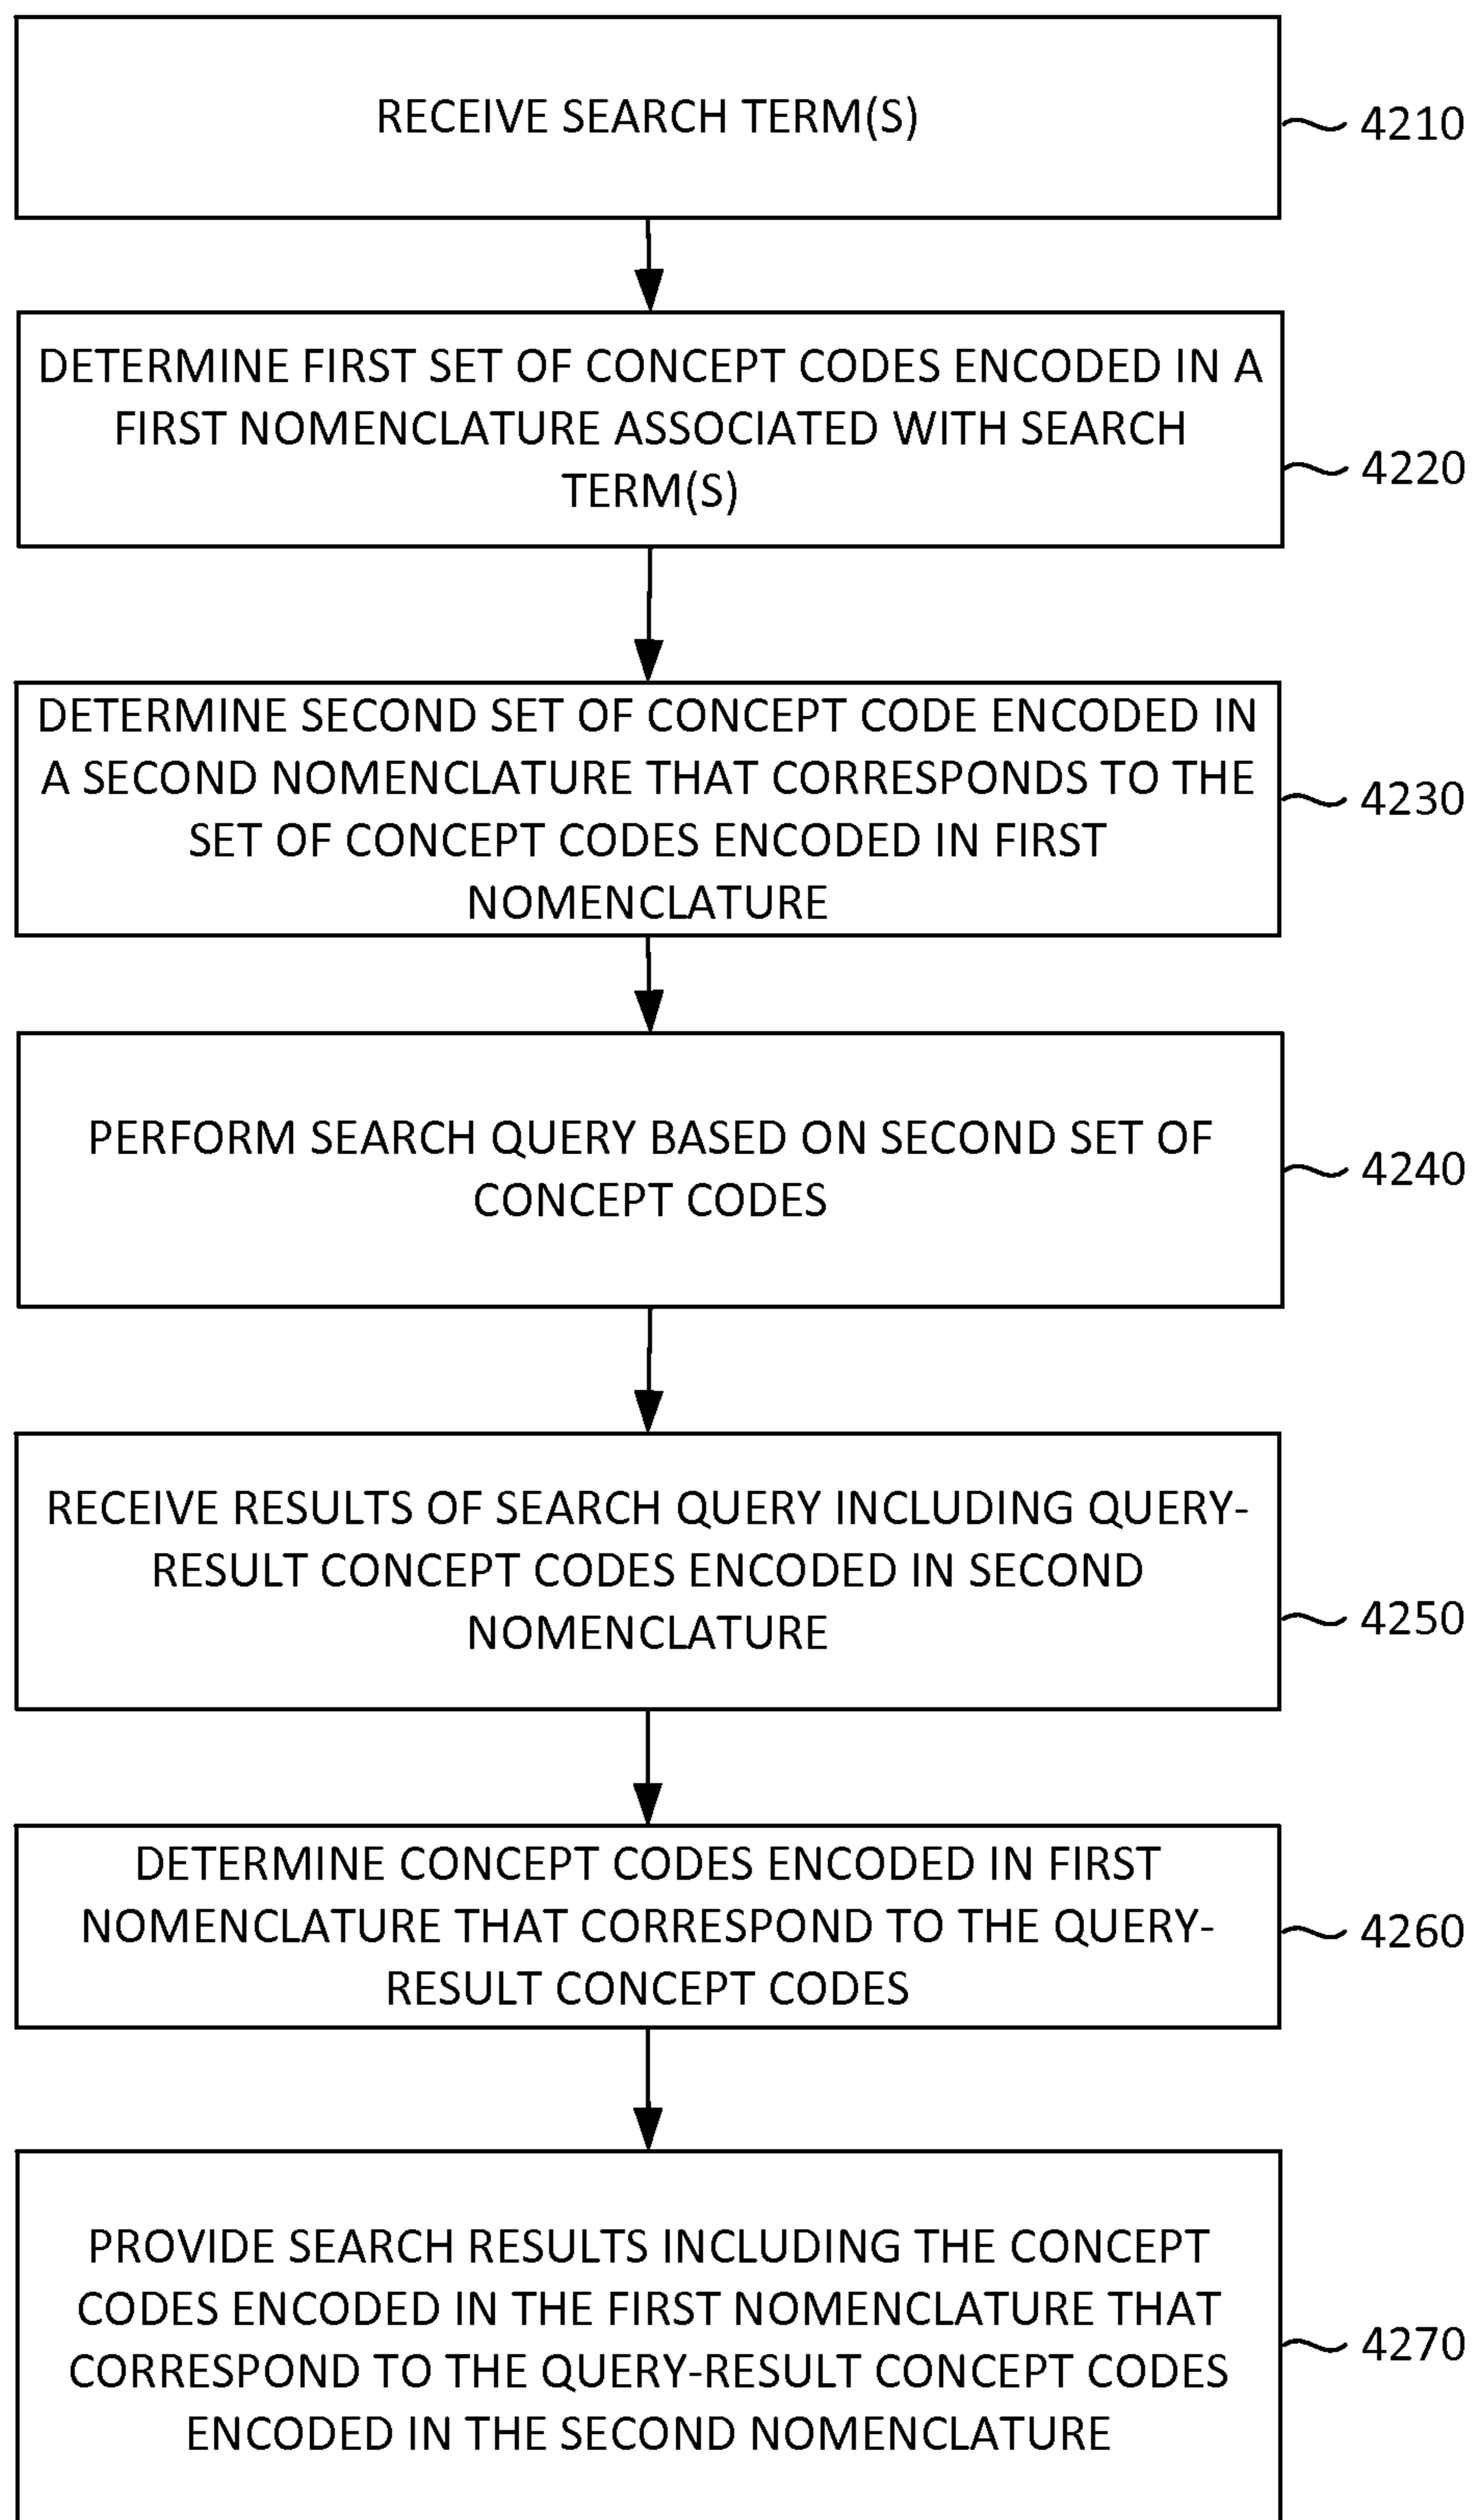 RECEIVE SEARCH TERM(S)
4210
DETERMINE FIRST SET OF CONCEPT CODES ENCODED IN A
FIRST NOMENCLATURE ASSOCIATED WITH SEARCH
TERM(S)
4220
DETERMINE SECOND SET OF CONCEPT CODE ENCODED IN
A SECOND NOMENCLATURE THAT CORRESPONDS TO THE
SET OF CONCEPT CODES ENCODED IN FIRST
NOMENCLATURE
4230
PERFORM SEARCH QUERY BASED ON SECOND SET OF
CONCEPT CODES
4240
RECEIVE RESULTS OF SEARCH QUERY INCLUDING QUERY-
RESULT CONCEPT CODES ENCODED IN SECOND
NOMENCLATURE
4250
DETERMINE CONCEPT CODES ENCODED IN FIRST
NOMENCLATURE THAT CORRESPOND TO THE QUERY-
RESULT CONCEPT CODES
4260
PROVIDE SEARCH RESULTS INCLUDING THE CONCEPT
CODES ENCODED IN THE FIRST NOMENCLATURE THAT
CORRESPOND TO THE QUERY-RESULT CONCEPT CODES
ENCODED IN THE SECOND NOMENCLATURE
4270